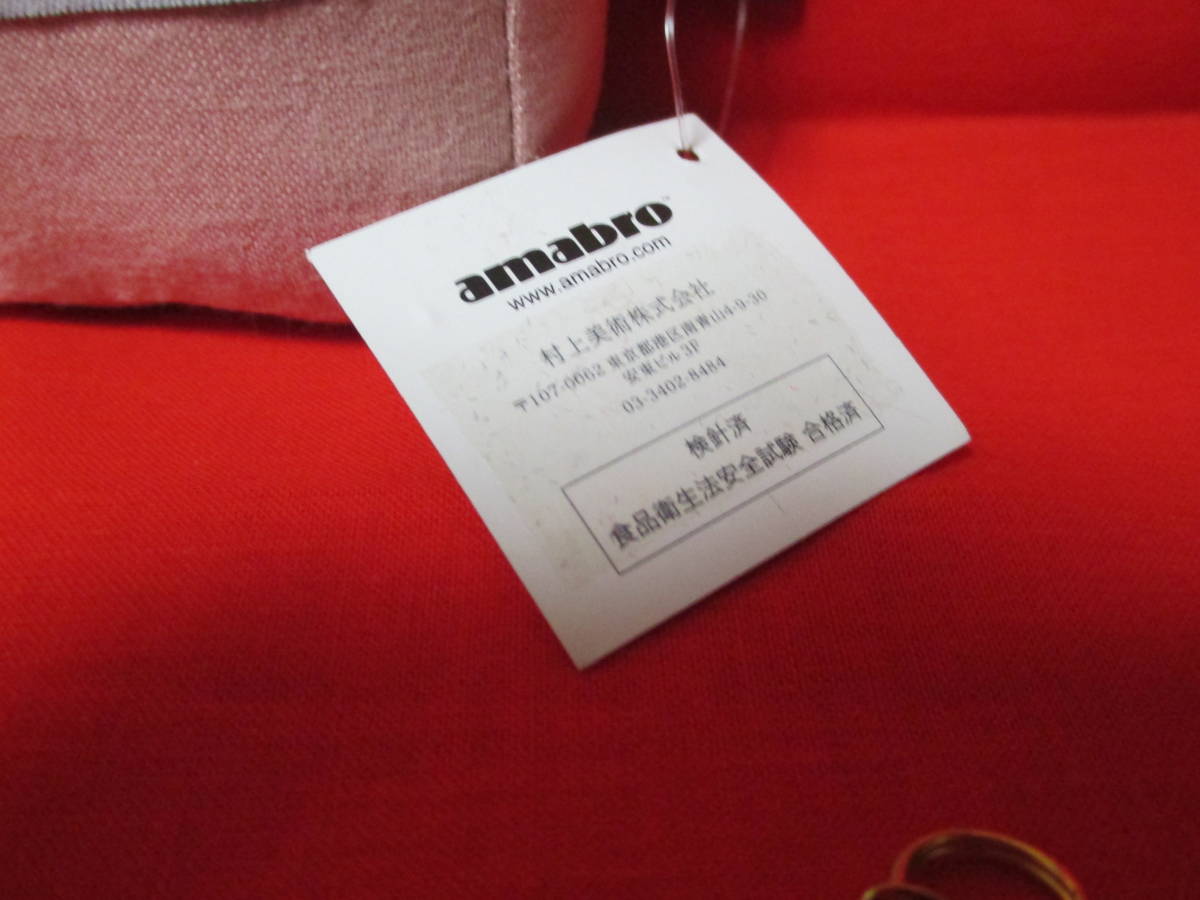 amabro™
www.amabro.com
村上美術株式会社
〒107-0062 東京都港区南青山4-9-30
安東ビル3F
03-3402-8484
検針済
食品衛生法安全試験 合格済